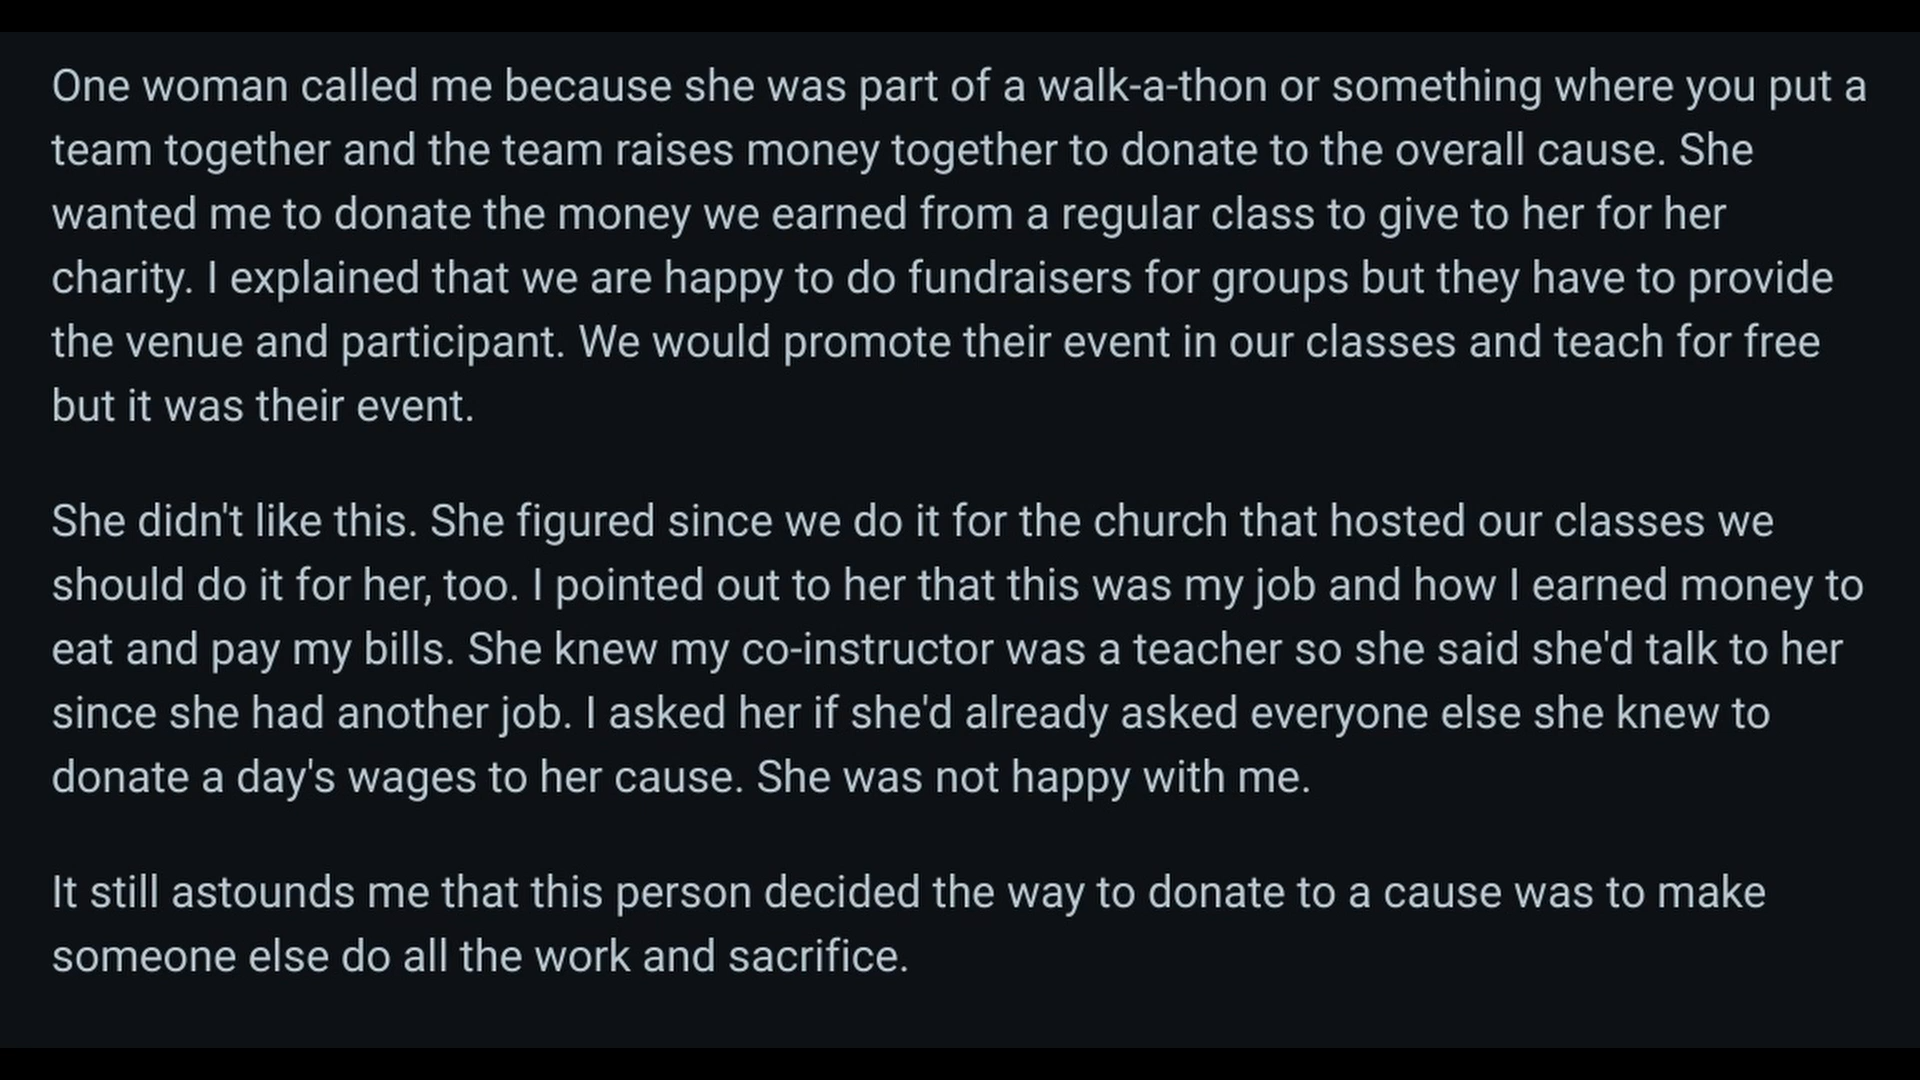 One woman called me because she was part of a walk-a-thon or something where you put a
team together and the team raises money together to donate to the overall cause. She
wanted me to donate the money we earned from a regular class to give to her for her
charity. I explained that we are happy to do fundraisers for groups but they have to provide
the venue and participant. We would promote their event in our classes and teach for free
but it was their event.
She didn't like this. She figured since we do it for the church that hosted our classes we
should do it for her, too. I pointed out to her that this was my job and how I earned money to
eat and pay my bills. She knew my co-instructor was a teacher so she said she'd talk to her
since she had another job. I asked her if she'd already asked everyone else she knew to
donate a day's wages to her cause. She was not happy with me.
It still astounds me that this person decided the way to donate to a cause was to make
someone else do all the work and sacrifice.